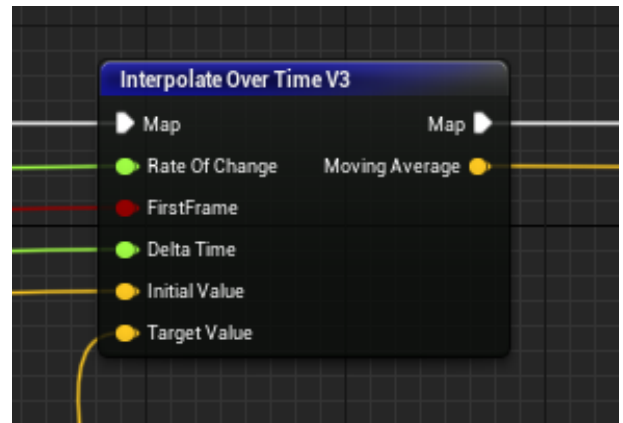 Interpolate Over Time V3
Map Map
Rate Of Change Moving Average
FirstFrame
Delta Time
Initial Value
Target Value